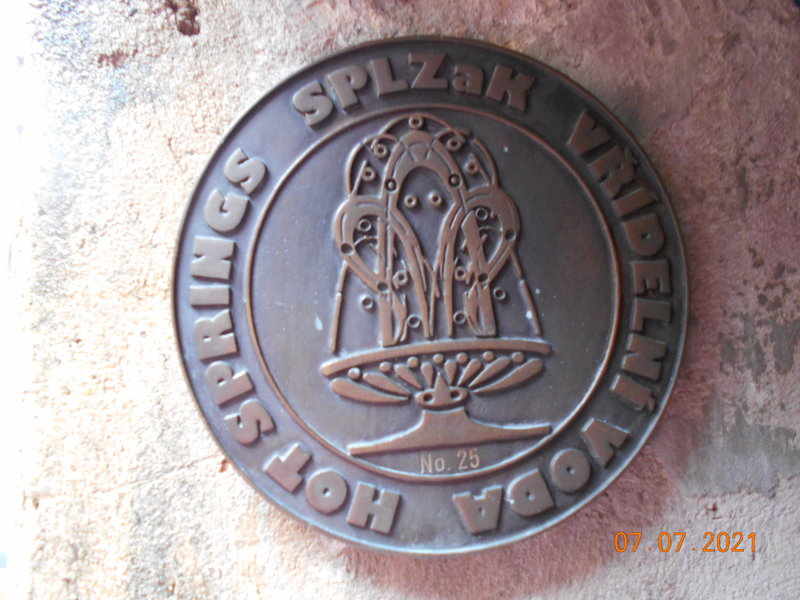 SPLZaK VŘÍDELNÍ VODA HOT SPRINGS
No. 25
07.07.2021